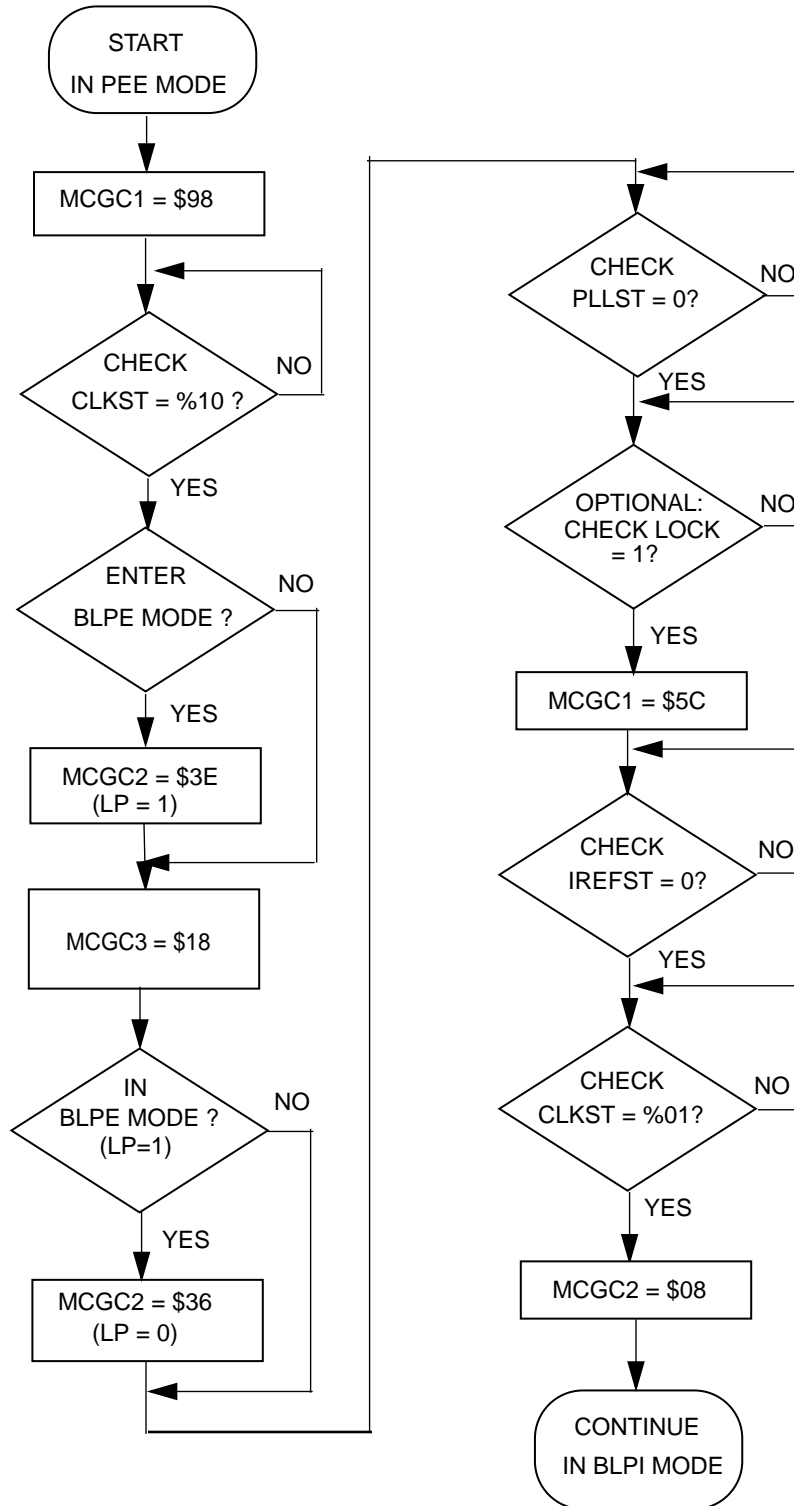 START
IN PEE MODE
MCGC1 = $98
CHECK
CLKST = %10 ?
NO
YES
ENTER
BLPE MODE ?
NO
YES
MCGC2 = $3E
(LP = 1)
MCGC3 = $18
IN
BLPE MODE ?
(LP=1)
NO
YES
MCGC2 = $36
(LP = 0)
CHECK
PLLST = 0?
NO
YES
OPTIONAL:
CHECK LOCK
= 1?
NO
YES
MCGC1 = $5C
CHECK
IREFST = 0?
NO
YES
CHECK
CLKST = %01?
NO
YES
MCGC2 = $08
CONTINUE
IN BLPI MODE